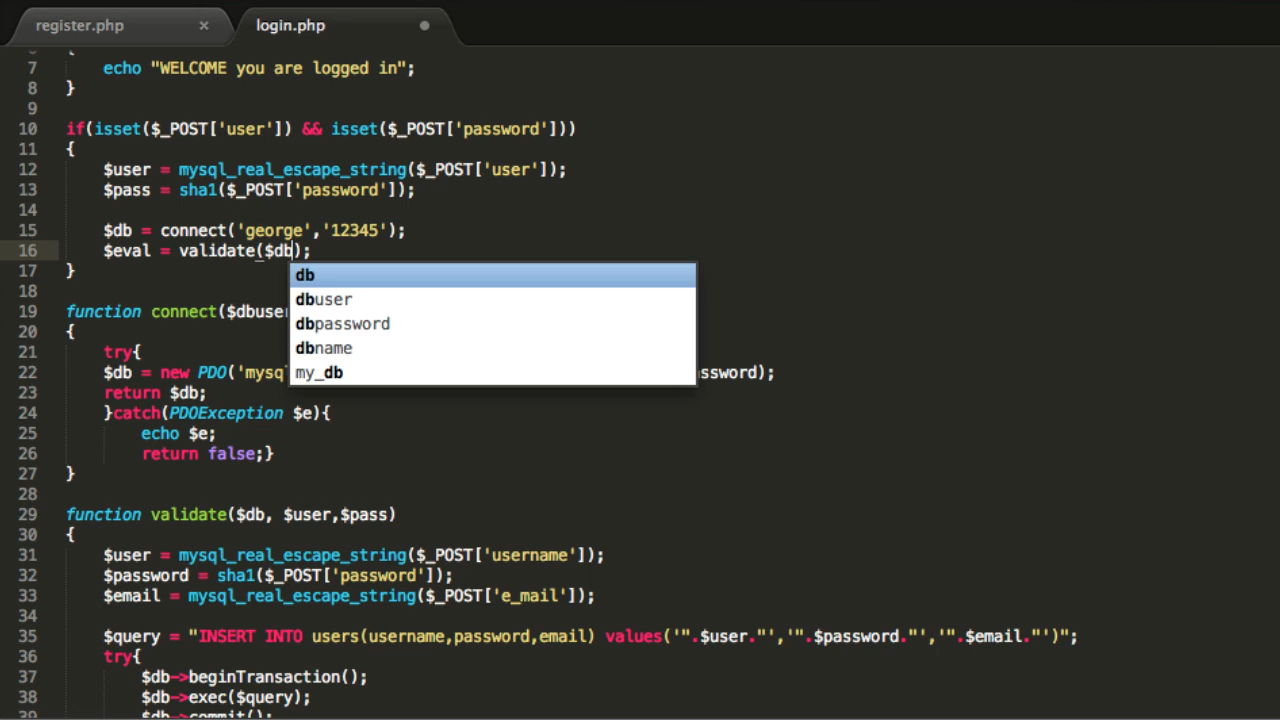 register.php × login.php
7 echo "WELCOME you are logged in";
8 }
9
10 if(isset($_POST['user']) && isset($_POST['password']))
11 {
12 $user = mysql_real_escape_string($_POST['user']);
13 $pass = sha1($_POST['password']);
14
15 $db = connect('george','12345');
16 $eval = validate($db);
17 }
db
18
dbuser
19 function connect($dbuser
20 {
dbpassword
21 try{
dbname
22 $db = new PDO('mysq ssword);
my_db
23 return $db;
24 }catch(PDOException $e){
25 echo $e;
26 return false;}
27 }
28
29 function validate($db, $user,$pass)
30 {
31 $user = mysql_real_escape_string($_POST['username']);
32 $password = sha1($_POST['password']);
33 $email = mysql_real_escape_string($_POST['e_mail']);
34
35 $query = "INSERT INTO users(username,password,email) values('".$user."','".$password."','".$email."')";
36 try{
37 $db->beginTransaction();
38 $db->exec($query);
39 $db->commit();